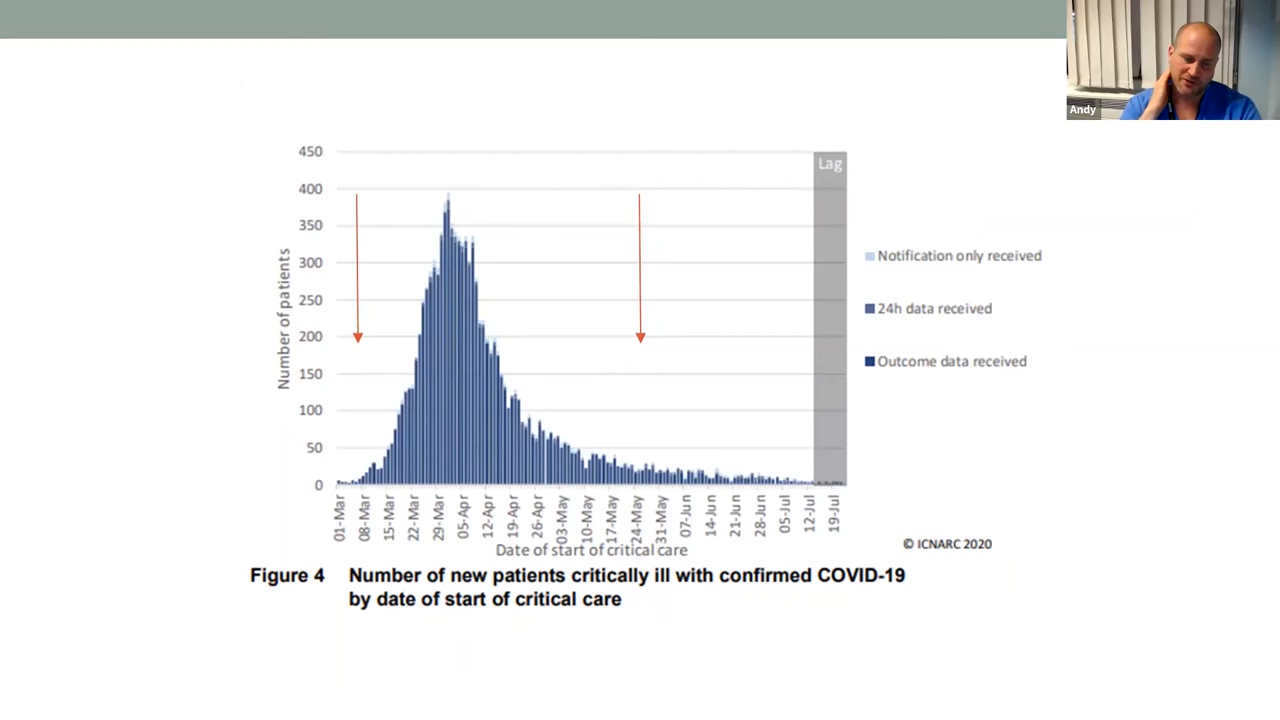 Andy
450
Lag
400
350
300
250
200
150
100
50
0
Number of patients
Notification only received
24h data received
Outcome data received
01-Mar
08-Mar
15-Mar
22-Mar
29-Mar
05-Apr
12-Apr
19-Apr
26-Apr
03-May
10-May
17-May
24-May
31-May
07-Jun
14-Jun
21-Jun
28-Jun
05-Jul
12-Jul
19-Jul
Date of start of critical care
© ICNARC 2020
Figure 4 Number of new patients critically ill with confirmed COVID-19
by date of start of critical care